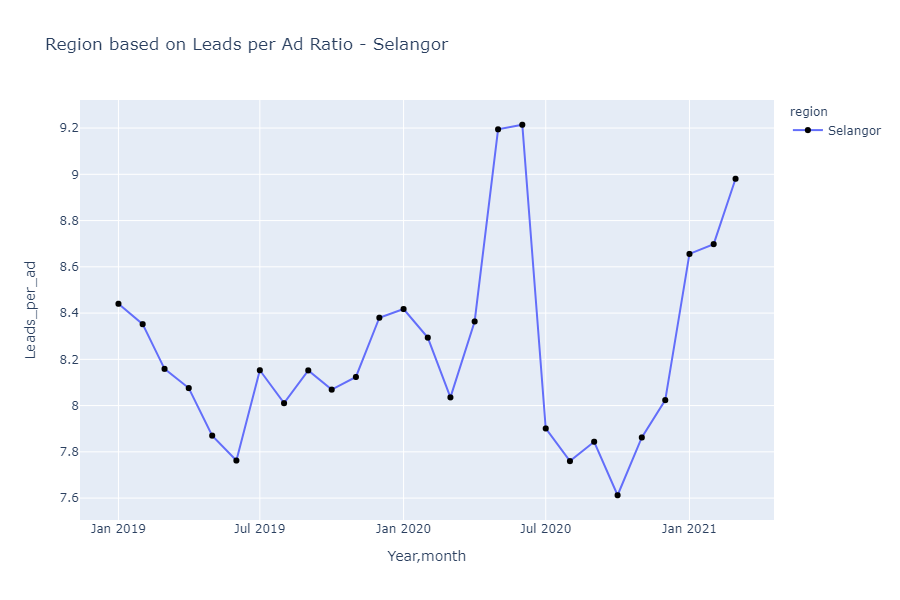 Region based on Leads per Ad Ratio - Selangor
region
Selangor
9.2
9
8.8
8.6
8.4
8.2
8
7.8
7.6
Leads_per_ad
Jan 2019
Jul 2019
Jan 2020
Jul 2020
Jan 2021
Year,month